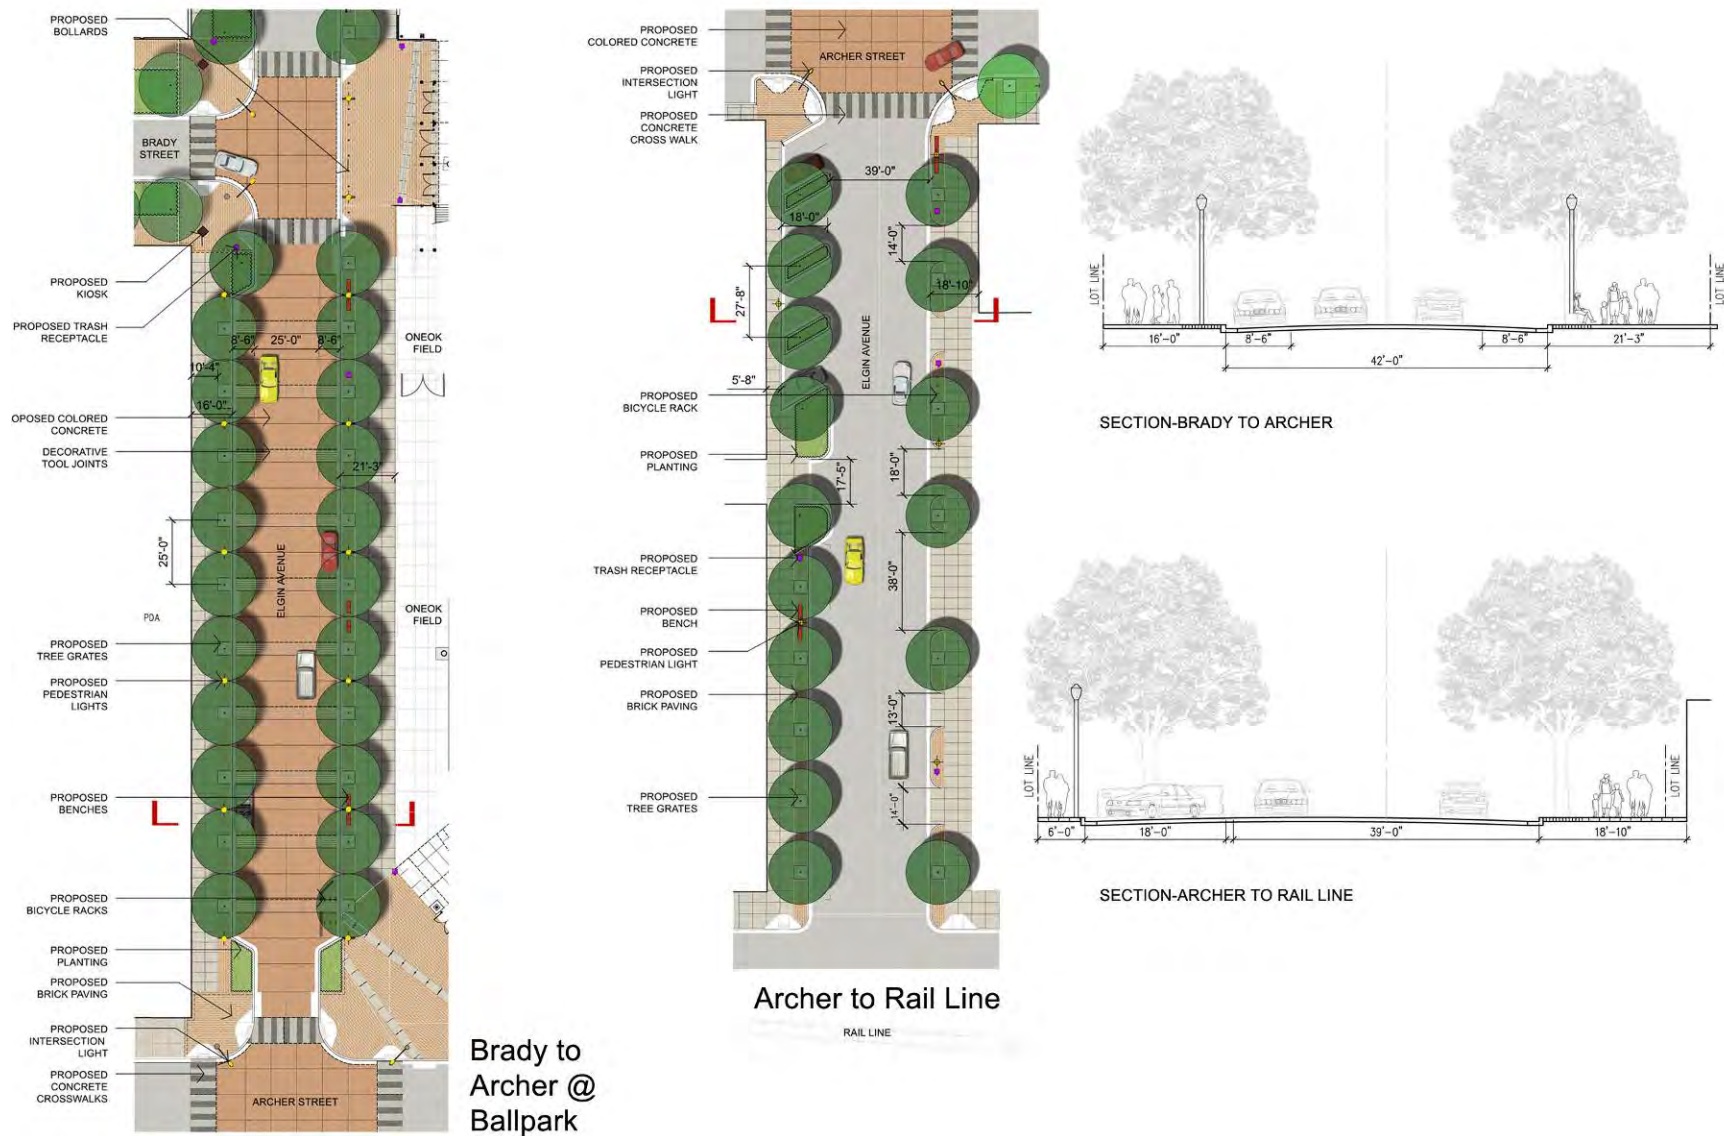 PROPOSED
BOLLARDS
BRADY
STREET
PROPOSED
KIOSK
PROPOSED TRASH
RECEPTACLE
ONEOK
FIELD
8'-6"
25'-0"
8'-6"
10'-4"
16'-0"
OPOSED COLORED
CONCRETE
DECORATIVE
TOOL JOINTS
21'-3"
25'-0"
ELGIN AVENUE
PDA
ONEOK
FIELD
PROPOSED
TREE GRATES
PROPOSED
PEDESTRIAN
LIGHTS
PROPOSED
BENCHES
PROPOSED
BICYCLE RACKS
PROPOSED
PLANTING
PROPOSED
BRICK PAVING
PROPOSED
INTERSECTION
LIGHT
PROPOSED
CONCRETE
CROSSWALKS
ARCHER STREET
Brady to
Archer @
Ballpark
PROPOSED
COLORED CONCRETE
ARCHER STREET
PROPOSED
INTERSECTION
LIGHT
PROPOSED
CONCRETE
CROSS WALK
39'-0"
18'-0"
14'-0"
27'-8"
18'-10"
ELGIN AVENUE
5'-8"
PROPOSED
BICYCLE RACK
PROPOSED
PLANTING
17'-5"
18'-0"
PROPOSED
TRASH RECEPTACLE
38'-0"
PROPOSED
BENCH
PROPOSED
PEDESTRIAN LIGHT
PROPOSED
BRICK PAVING
13'-0"
PROPOSED
TREE GRATES
14'-0"
Archer to Rail Line
RAIL LINE
LOT LINE
LOT LINE
16'-0"
8'-6"
8'-6"
21'-3"
42'-0"
SECTION-BRADY TO ARCHER
LOT LINE
LOT LINE
6'-0"
18'-0"
39'-0"
18'-10"
SECTION-ARCHER TO RAIL LINE